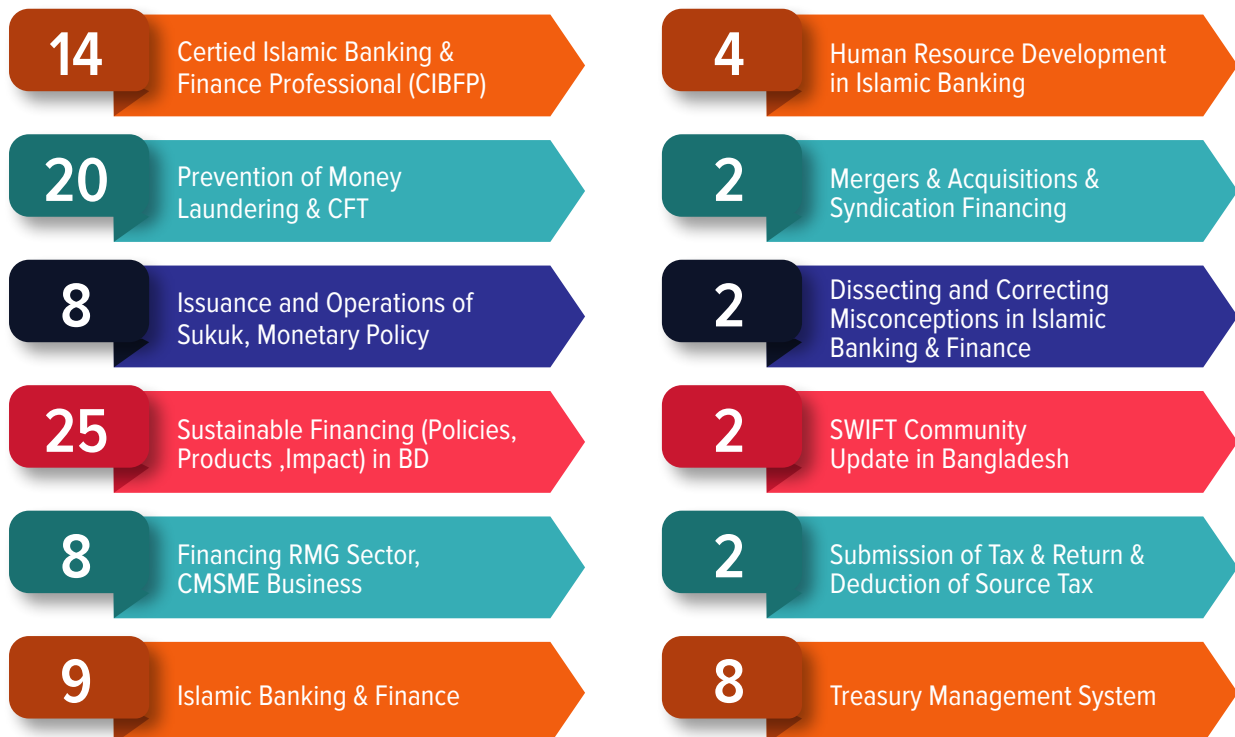 14
Certied Islamic Banking &
Finance Professional (CIBFP)
20
Prevention of Money
Laundering & CFT
8
Issuance and Operations of
Sukuk, Monetary Policy
25
Sustainable Financing (Policies,
Products ,Impact) in BD
8
Financing RMG Sector,
CMSME Business
9
Islamic Banking & Finance
4
Human Resource Development
in Islamic Banking
2
Mergers & Acquisitions &
Syndication Financing
2
Dissecting and Correcting
Misconceptions in Islamic
Banking & Finance
2
SWIFT Community
Update in Bangladesh
2
Submission of Tax & Return &
Deduction of Source Tax
8
Treasury Management System